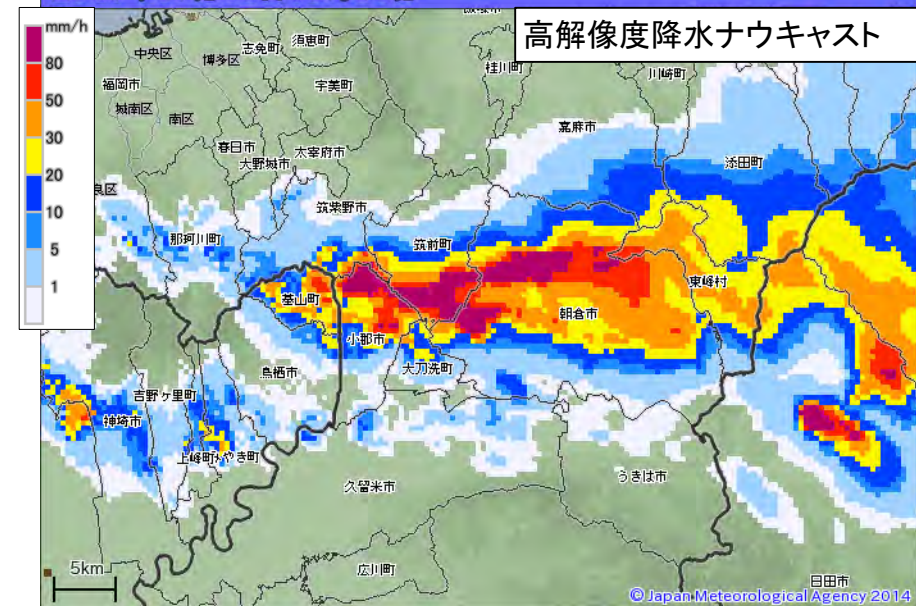 高解像度降水ナウキャスト
mm/h
80
50
30
20
10
5
1
中央区
博多区
志免町
須恵町
福岡市
宇美町
桂川町
川崎町
城南区
南区
嘉麻市
春日市
太宰府市
大野城市
添田町
良区
筑紫野市
那珂川町
筑前町
東峰村
基山町
朝倉市
小郡市
大刀洗町
鳥栖市
吉野ヶ里町
神埼市
上峰町
みやき町
うきは市
久留米市
5km
広川町
日田市
© Japan Meteorological Agency 2014